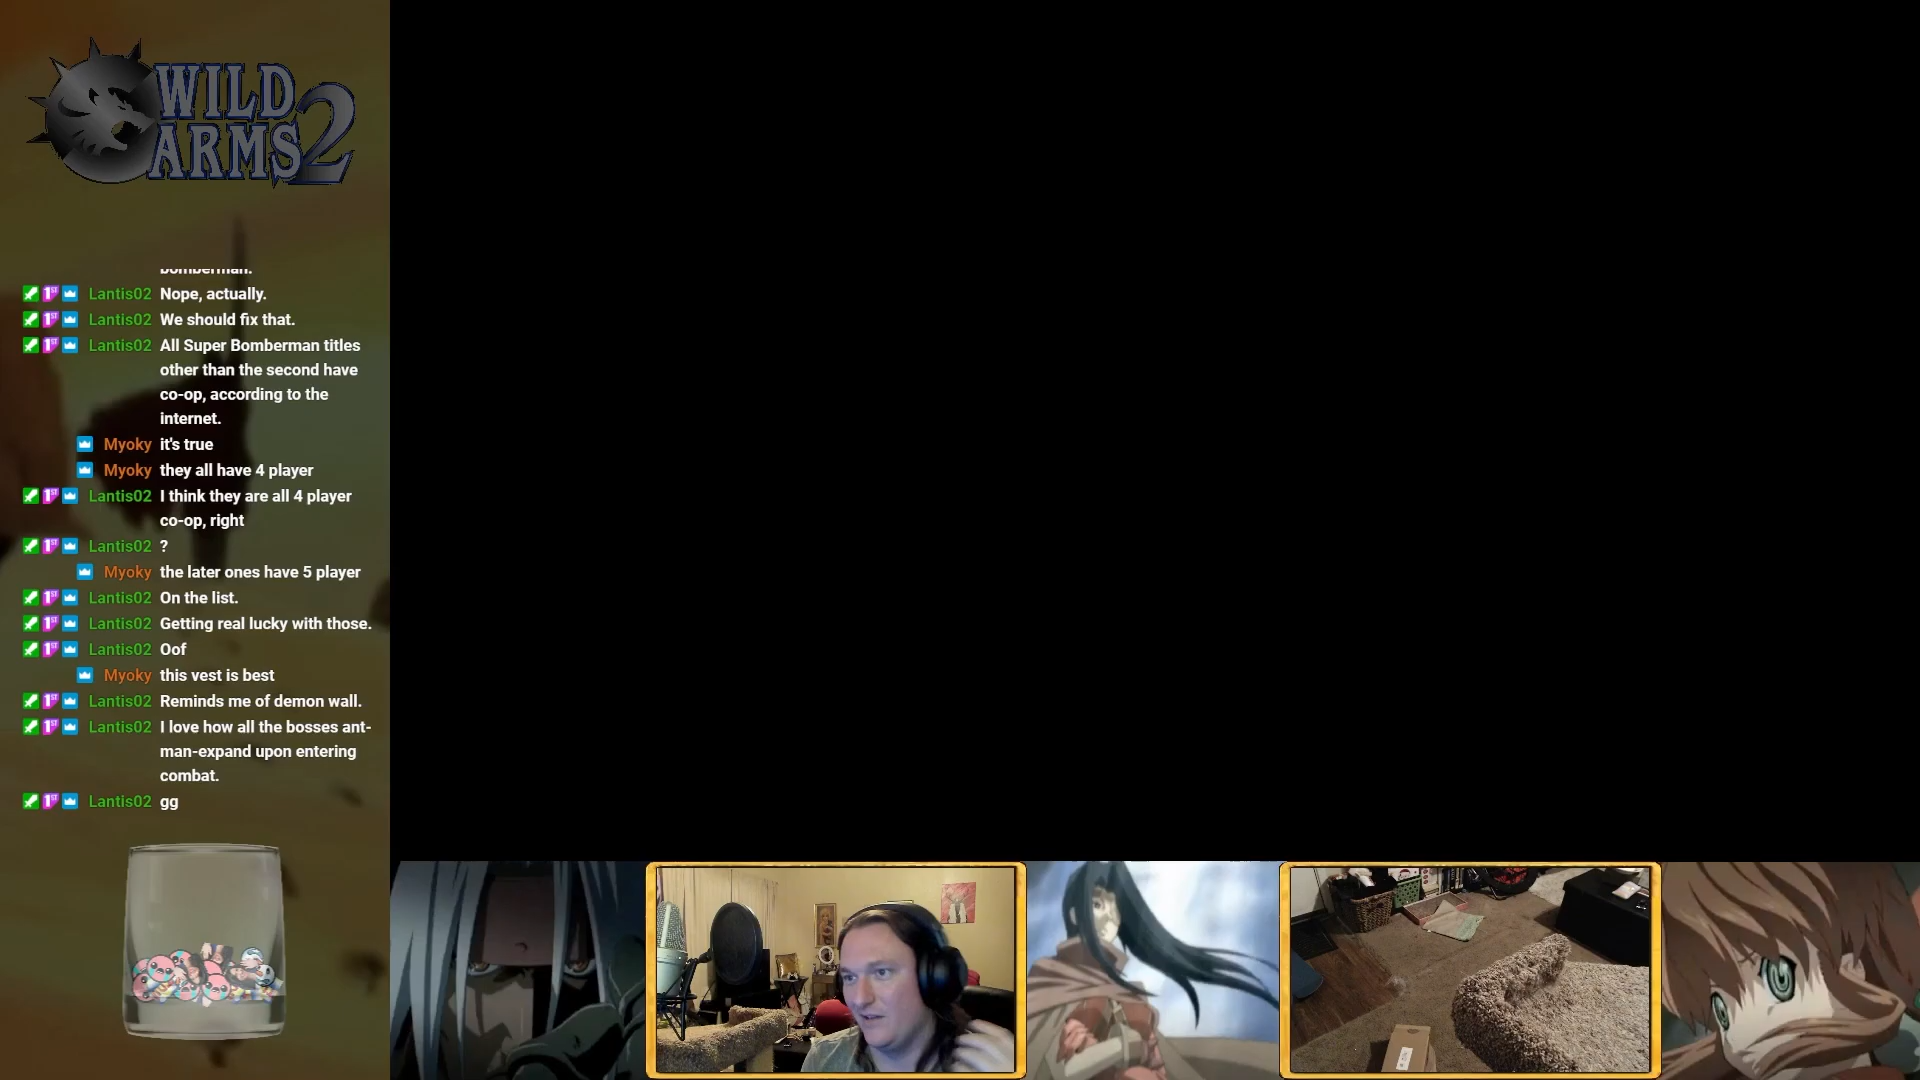 WILD
ARMS 2
bomberman.
Lantis02 Nope, actually.
Lantis02 We should fix that.
Lantis02 All Super Bomberman titles
other than the second have
co-op, according to the
internet.
Myoky it's true
Myoky they all have 4 player
Lantis02 I think they are all 4 player
co-op, right
Lantis02 ?
Myoky the later ones have 5 player
Lantis02 On the list.
Lantis02 Getting real lucky with those.
Lantis02 Oof
Myoky this vest is best
Lantis02 Reminds me of demon wall.
Lantis02 I love how all the bosses ant-
man-expand upon entering
combat.
Lantis02 gg